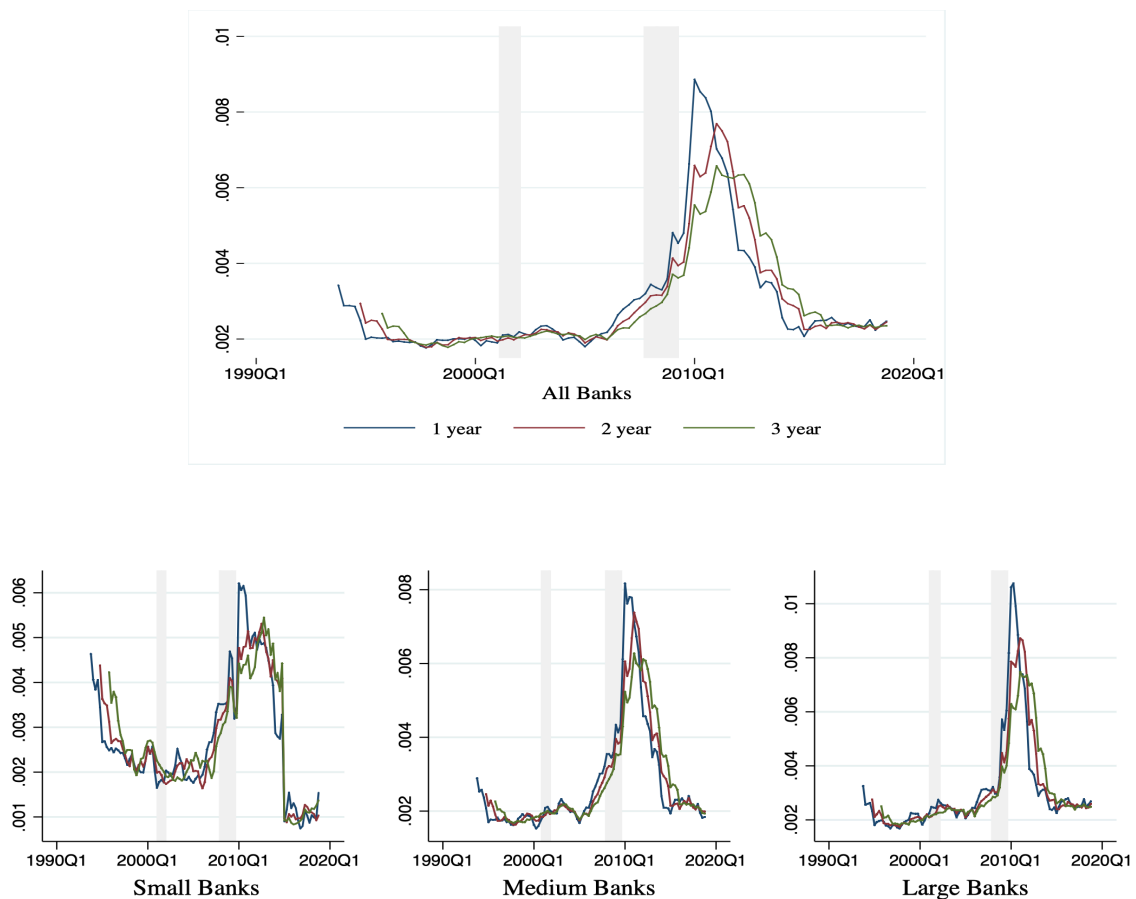 .01
.008
.006
.004
.002
1990Q1 2000Q1 2010Q1 2020Q1
All Banks
1 year 2 year 3 year
.006
.005
.004
.003
.002
.001
1990Q1 2000Q1 2010Q1 2020Q1
Small Banks
.008
.006
.004
.002
1990Q1 2000Q1 2010Q1 2020Q1
Medium Banks
.01
.008
.006
.004
.002
1990Q1 2000Q1 2010Q1 2020Q1
Large Banks